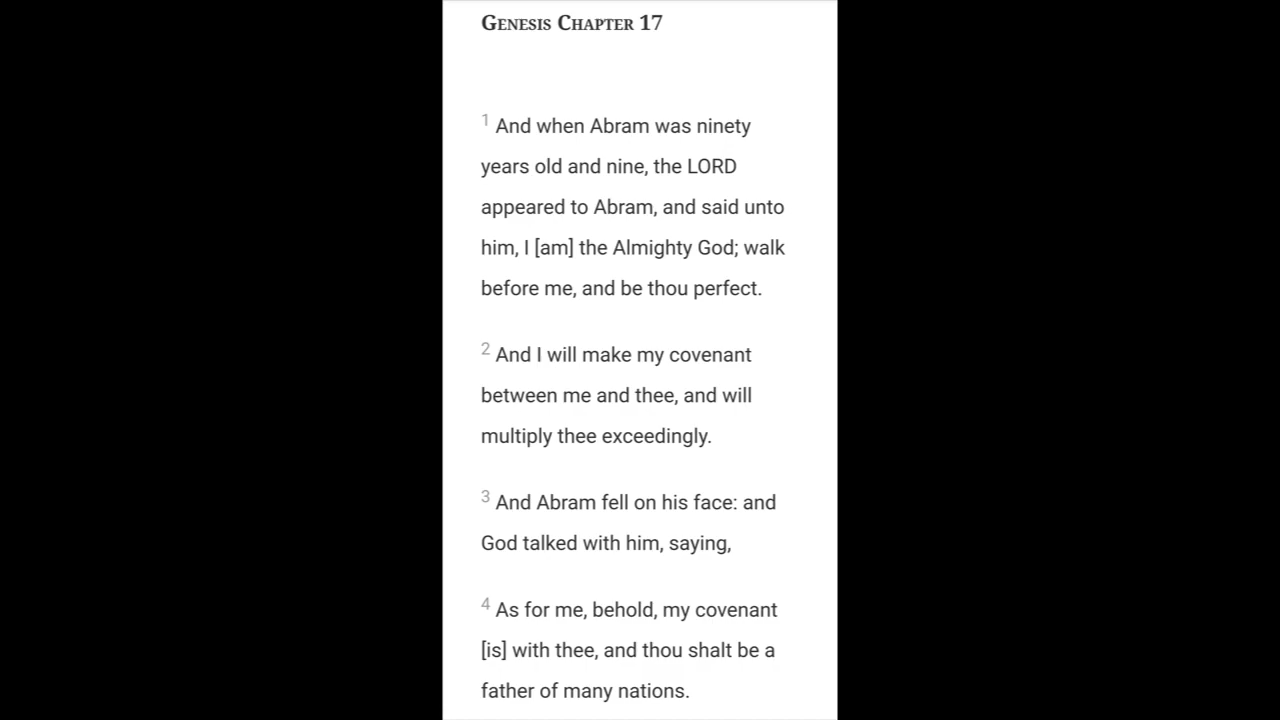 Genesis Chapter 17
1 And when Abram was ninety
years old and nine, the LORD
appeared to Abram, and said unto
him, I [am] the Almighty God; walk
before me, and be thou perfect.
2 And I will make my covenant
between me and thee, and will
multiply thee exceedingly.
3 And Abram fell on his face: and
God talked with him, saying,
4 As for me, behold, my covenant
[is] with thee, and thou shalt be a
father of many nations.